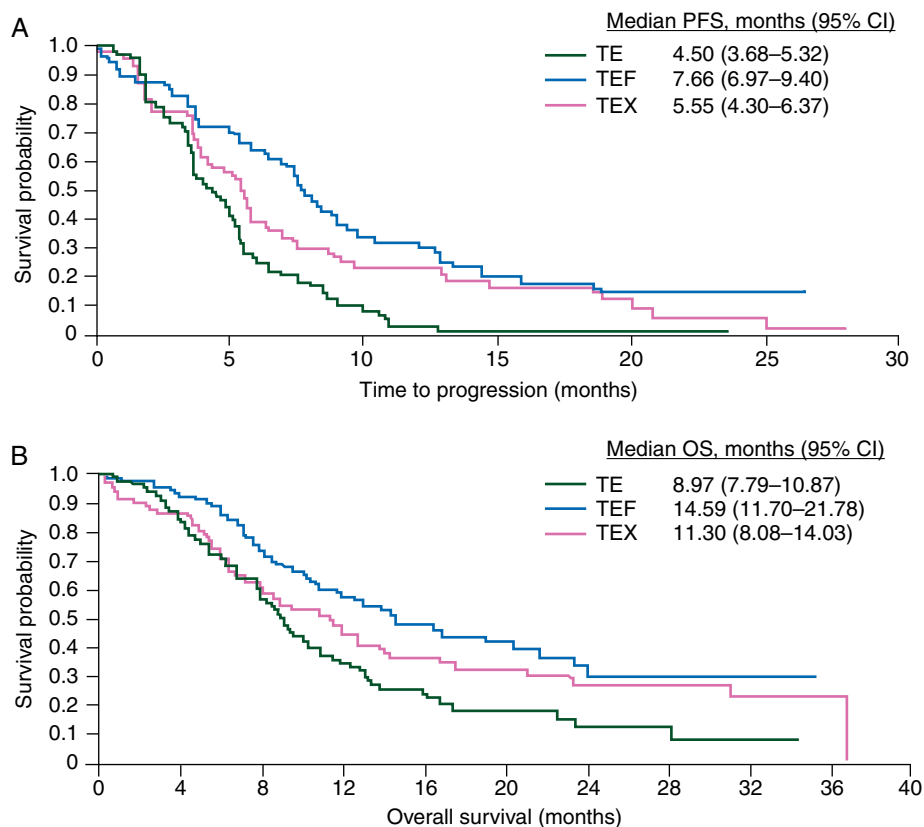 A
Median PFS, months (95% CI)
TE 4.50 (3.68–5.32)
TEF 7.66 (6.97–9.40)
TEX 5.55 (4.30–6.37)
Survival probability
1.0
0.9
0.8
0.7
0.6
0.5
0.4
0.3
0.2
0.1
0
0 5 10 15 20 25 30
Time to progression (months)
B
Median OS, months (95% CI)
TE 8.97 (7.79–10.87)
TEF 14.59 (11.70–21.78)
TEX 11.30 (8.08–14.03)
Survival probability
1.0
0.9
0.8
0.7
0.6
0.5
0.4
0.3
0.2
0.1
0
0 4 8 12 16 20 24 28 32 36 40
Overall survival (months)